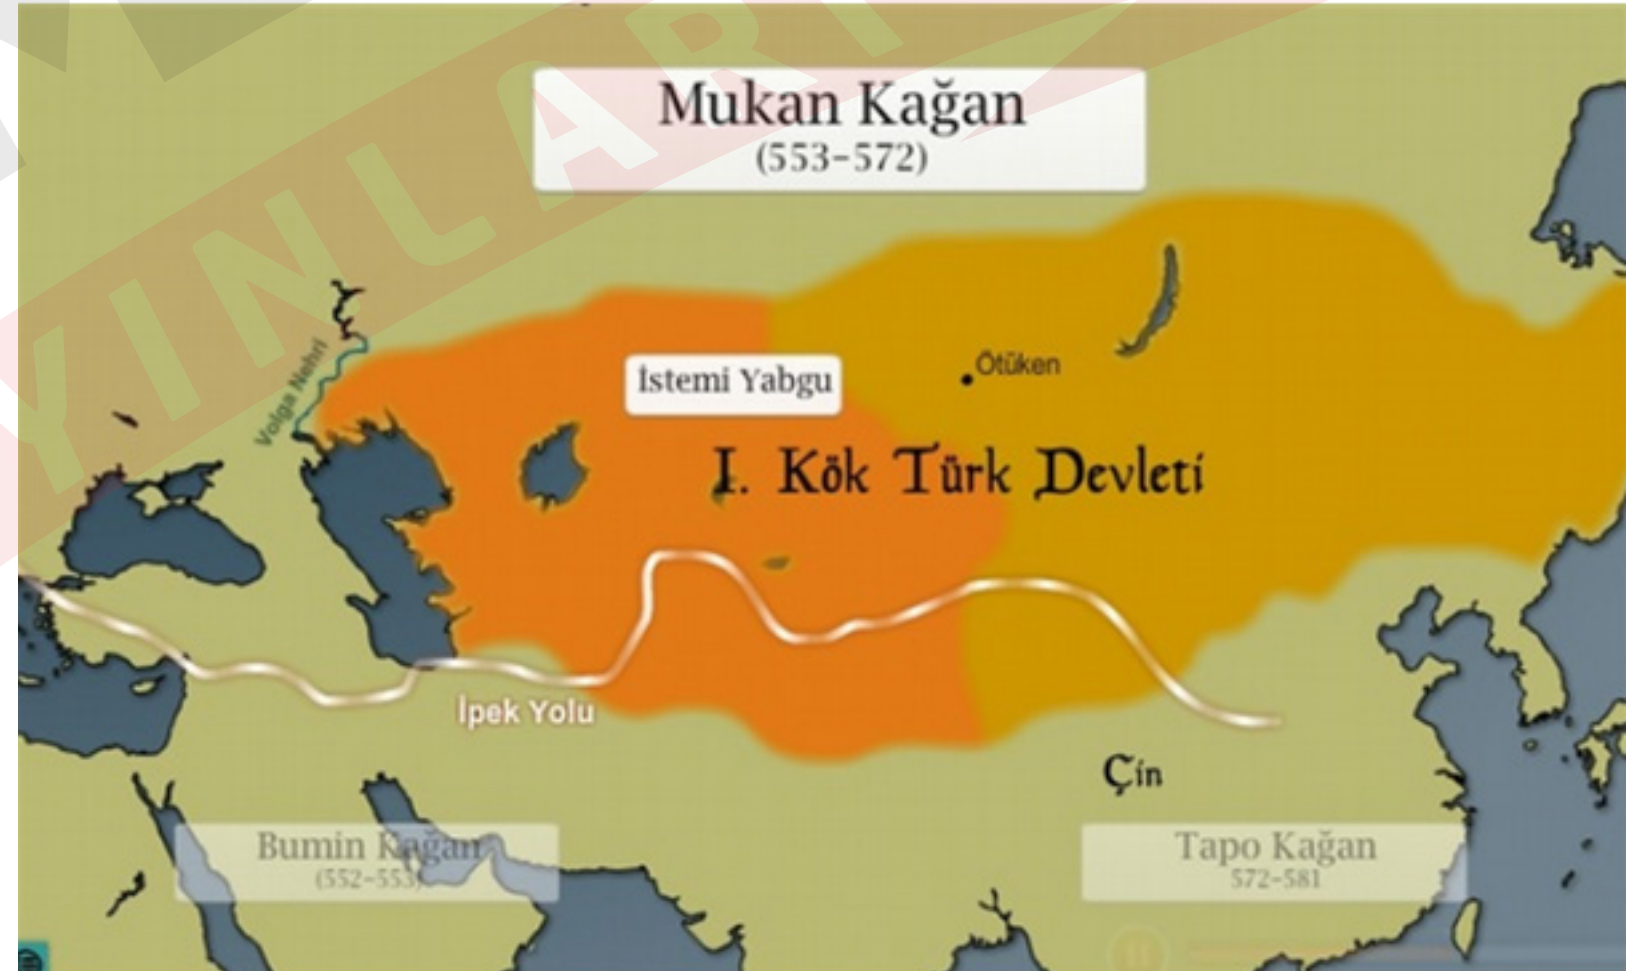 YINLARI
Mukan Kağan
(553-572)
Volga Nehri
İstemi Yabgu
Ötüken
I. Kök Türk Devleti
İpek Yolu
Çin
Bumin Kağan
(552-553)
Tapo Kağan
572-581